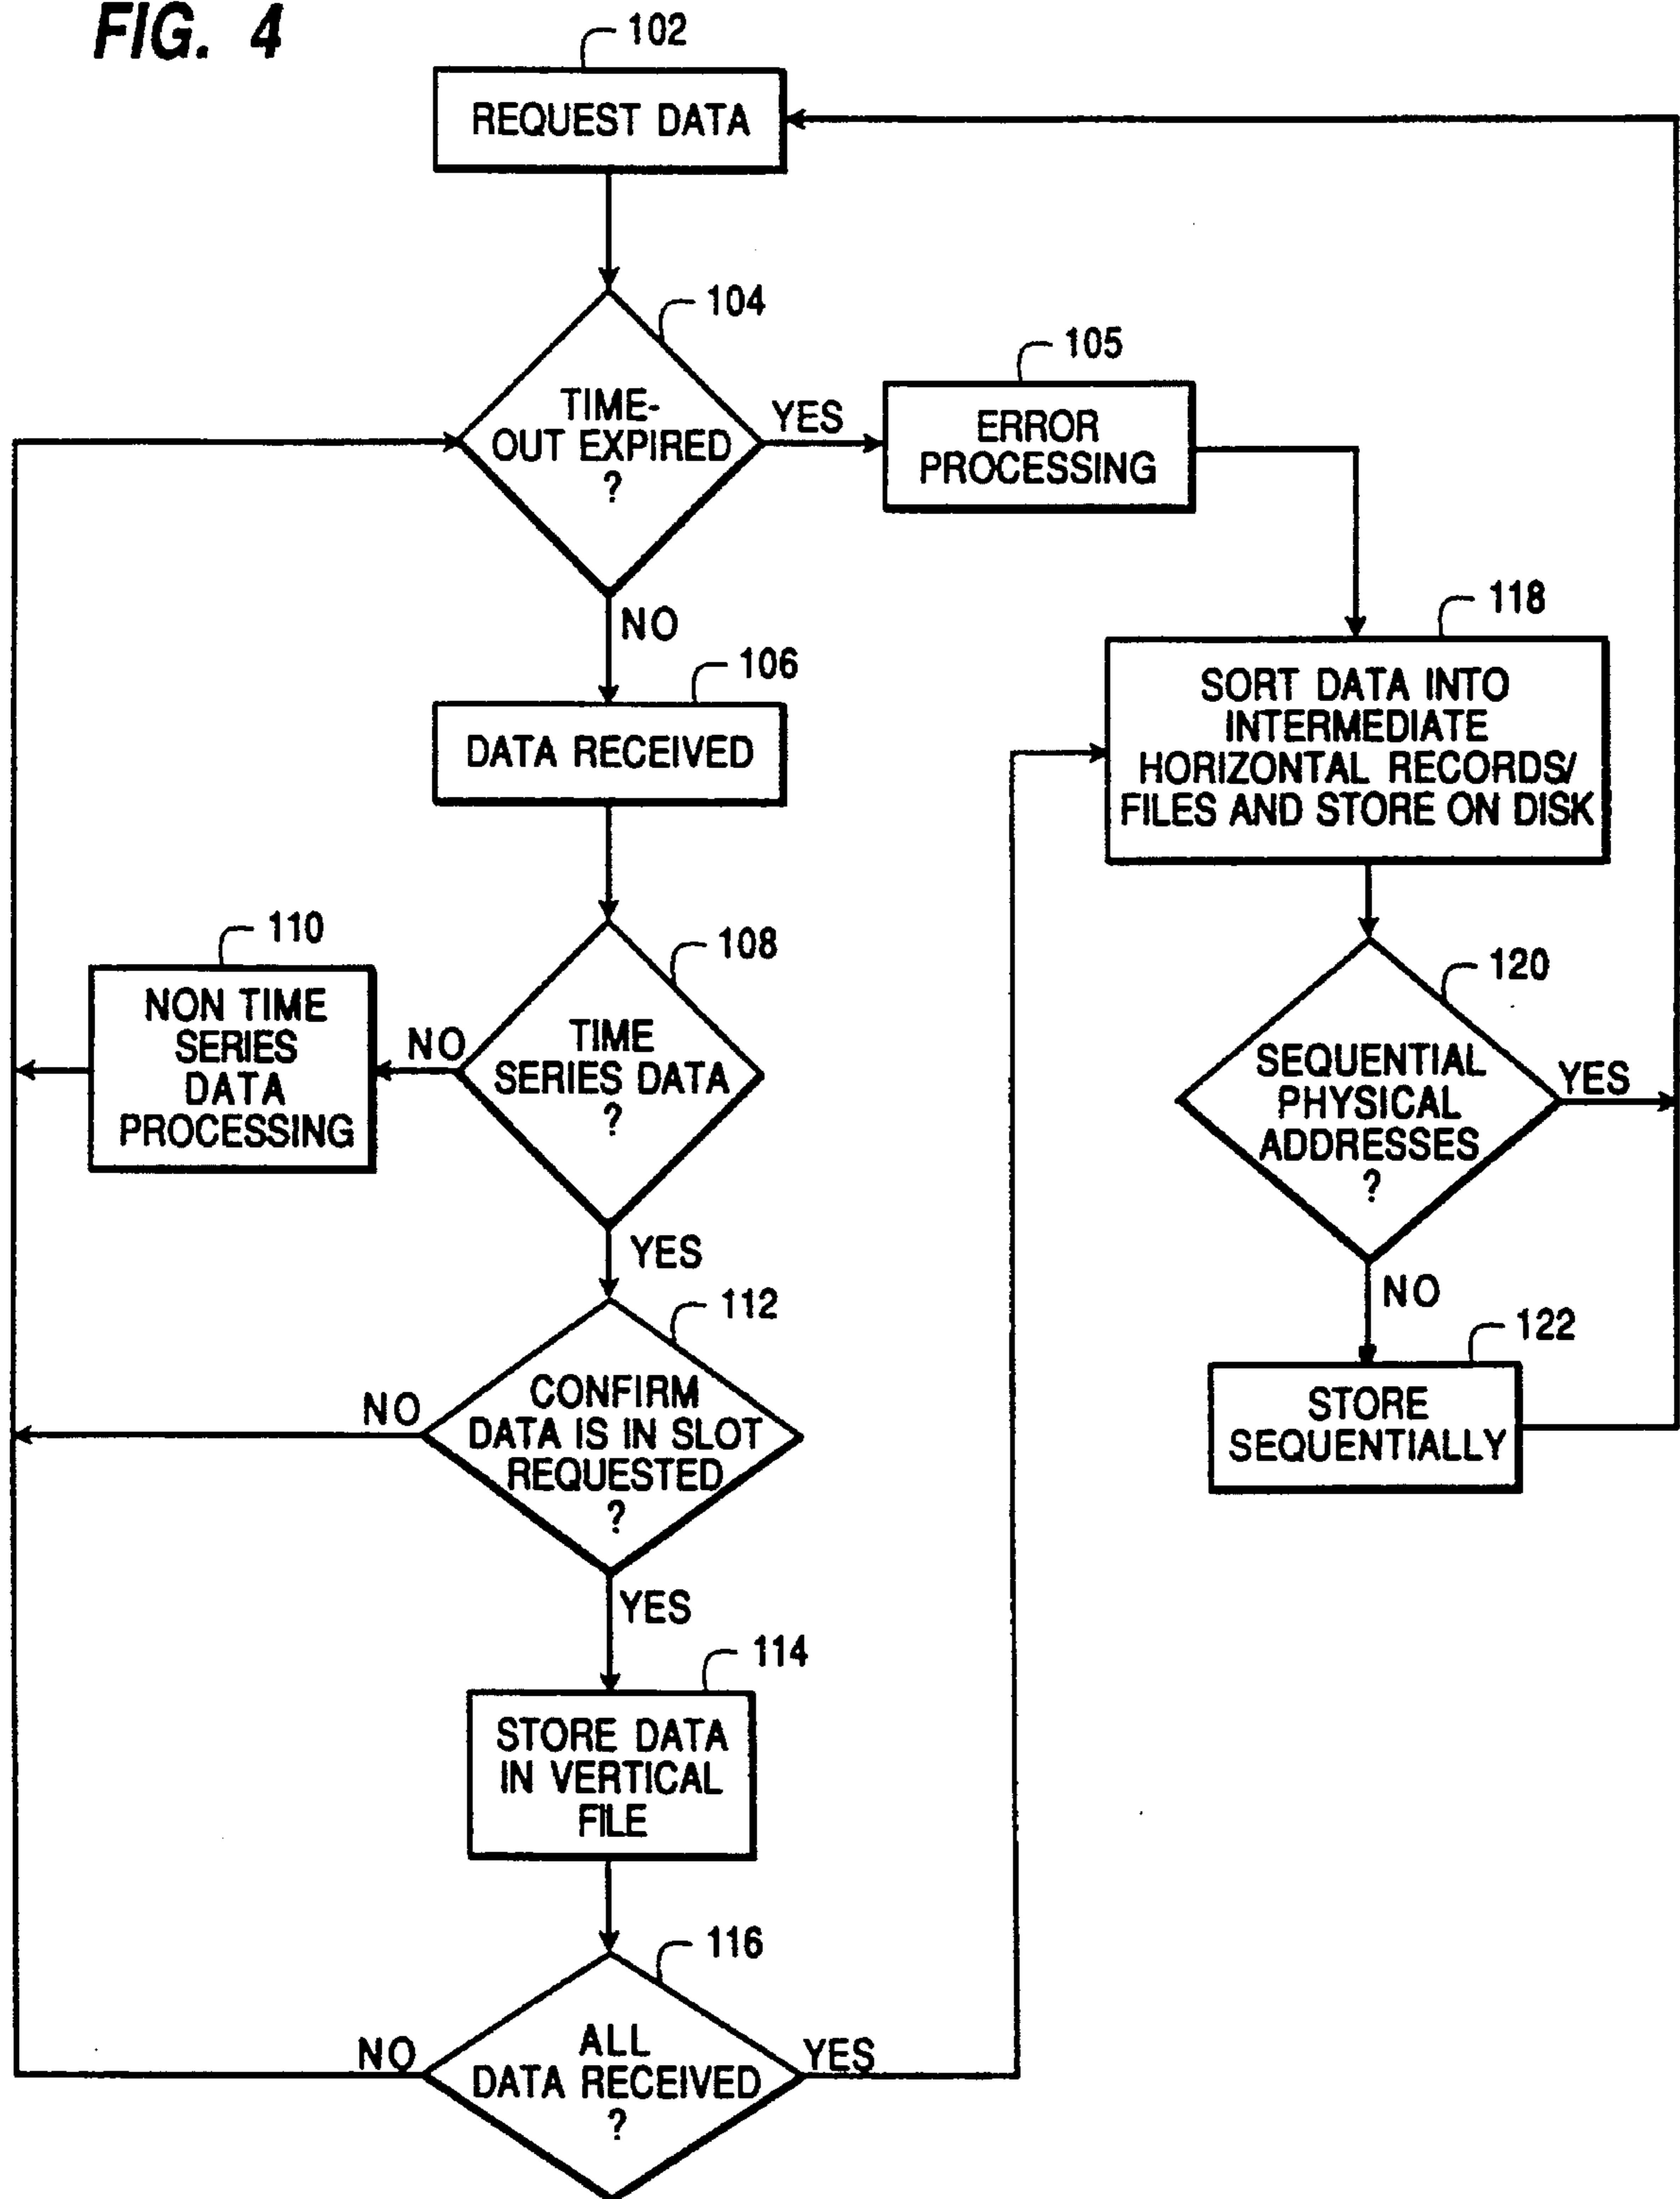 FIG. 4
102
REQUEST DATA
104
TIME-
OUT EXPIRED
?
YES
NO
105
ERROR
PROCESSING
106
DATA RECEIVED
118
SORT DATA INTO
INTERMEDIATE
HORIZONTAL RECORDS/
FILES AND STORE ON DISK
108
TIME
SERIES DATA
?
NO
YES
110
NON TIME
SERIES
DATA
PROCESSING
120
SEQUENTIAL
PHYSICAL
ADDRESSES
?
YES
NO
112
CONFIRM
DATA IS IN SLOT
REQUESTED
?
NO
YES
122
STORE
SEQUENTIALLY
114
STORE DATA
IN VERTICAL
FILE
116
ALL
DATA RECEIVED
?
NO
YES